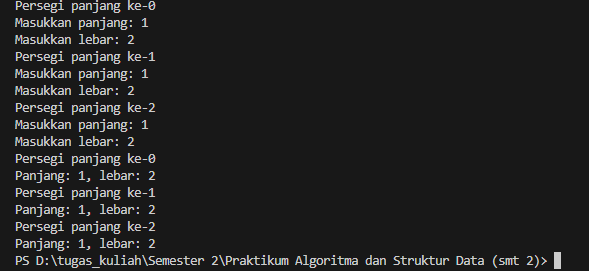 Persegi panjang ke-0
Masukkan panjang: 1
Masukkan lebar: 2
Persegi panjang ke-1
Masukkan panjang: 1
Masukkan lebar: 2
Persegi panjang ke-2
Masukkan panjang: 1
Masukkan lebar: 2
Persegi panjang ke-0
Panjang: 1, lebar: 2
Persegi panjang ke-1
Panjang: 1, lebar: 2
Persegi panjang ke-2
Panjang: 1, lebar: 2
PS D:\tugas_kuliah\Semester 2\Praktikum Algoritma dan Struktur Data (smt 2)>